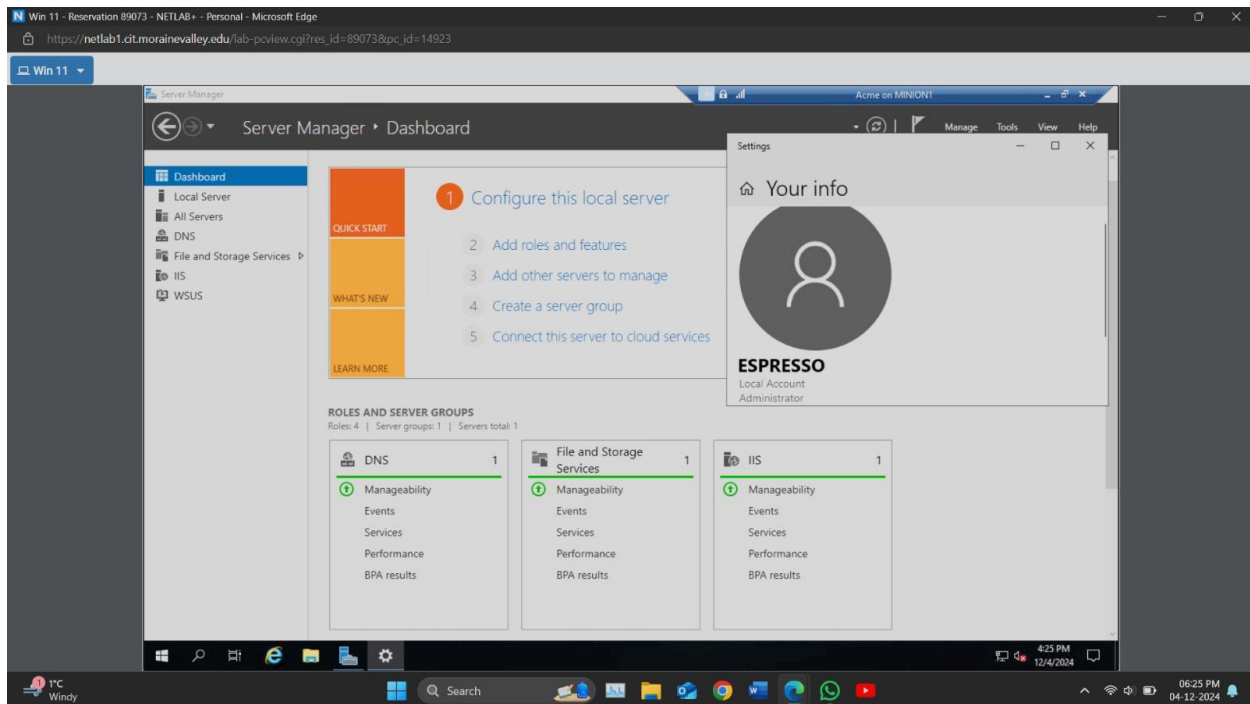 Win 11 - Reservation 89073 - NETLAB+ - Personal - Microsoft Edge
https://netlab1.cit.morainevalley.edu/lab-pcview.cgi?res_id=89073&pc_id=14923
Win 11
Server Manager
Acme on MINION1
Server Manager
Dashboard
Manage
Tools
View
Help
Settings
Your info
ESPRESSO
Local Account
Administrator
Dashboard
Local Server
All Servers
DNS
File and Storage Services
IIS
WSUS
QUICK START
WHAT'S NEW
LEARN MORE
1 Configure this local server
2 Add roles and features
3 Add other servers to manage
4 Create a server group
5 Connect this server to cloud services
ROLES AND SERVER GROUPS
Roles: 4 | Server groups: 1 | Servers total: 1
DNS 1
Manageability
Events
Services
Performance
BPA results
File and Storage
Services
1
Manageability
Events
Services
Performance
BPA results
IIS 1
Manageability
Events
Services
Performance
BPA results
4:25 PM
12/4/2024
1
1°C
Windy
Search
06:25 PM
04-12-2024